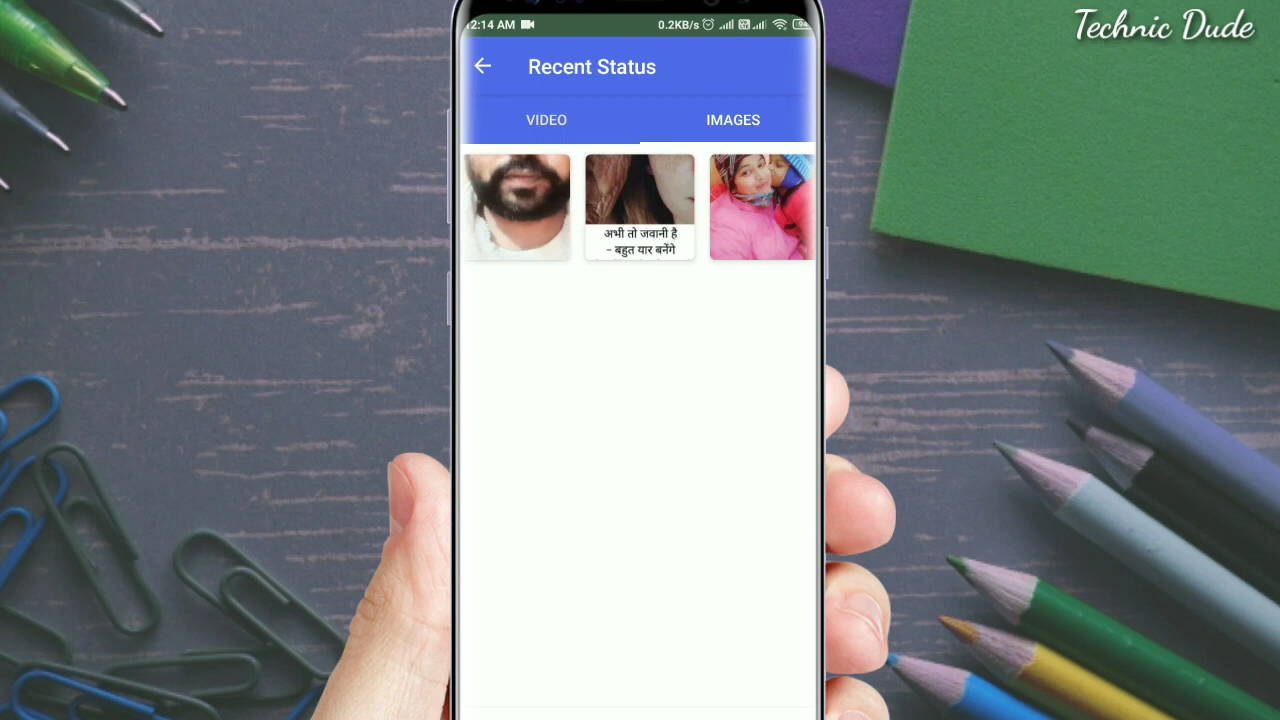 Technic Dude
2:14 AM
0.2KB/s
Recent Status
VIDEO
IMAGES
अभी तो जवानी है
- बहुत यार बनेंगे